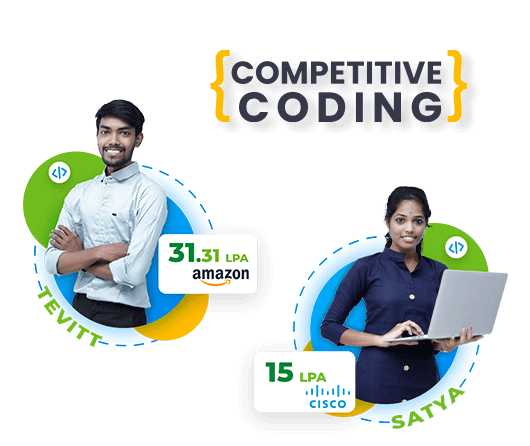 {COMPETITIVE
CODING}
</>
31.31 LPA
amazon
TEVITT
</>
15 LPA
CISCO
SATYA